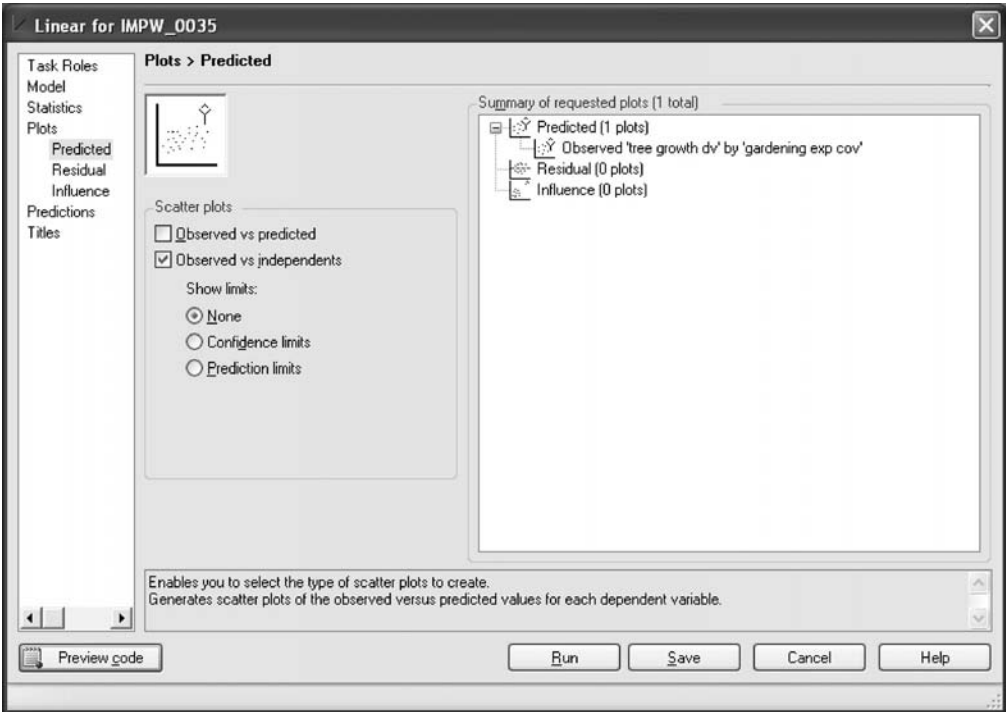 Linear for IMPW_0035
Task Roles
Model
Statistics
Plots
Predicted
Residual
Influence
Predictions
Titles
Plots > Predicted
Scatter plots
Observed vs predicted
Observed vs independents
Show limits:
None
Confidence limits
Prediction limits
Summary of requested plots (1 total)
Predicted (1 plots)
Observed 'tree growth dv' by 'gardening exp cov'
Residual (0 plots)
Influence (0 plots)
Enables you to select the type of scatter plots to create.
Generates scatter plots of the observed versus predicted values for each dependent variable.
Preview code
Run
Save
Cancel
Help